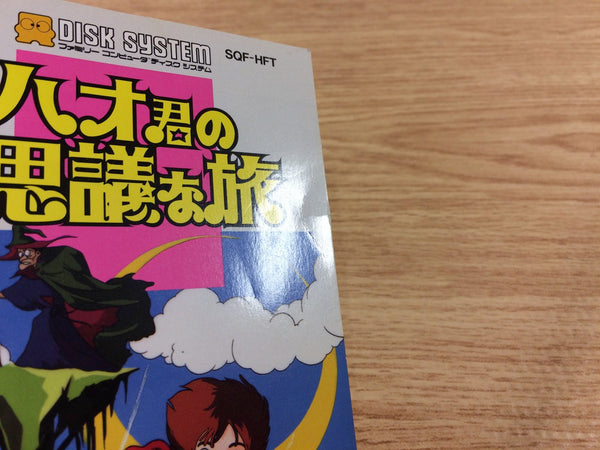 DISK SYSTEM
ファミリー コンピュータ ディスク システム
SQF-HFT
ハオ君の
思議な旅